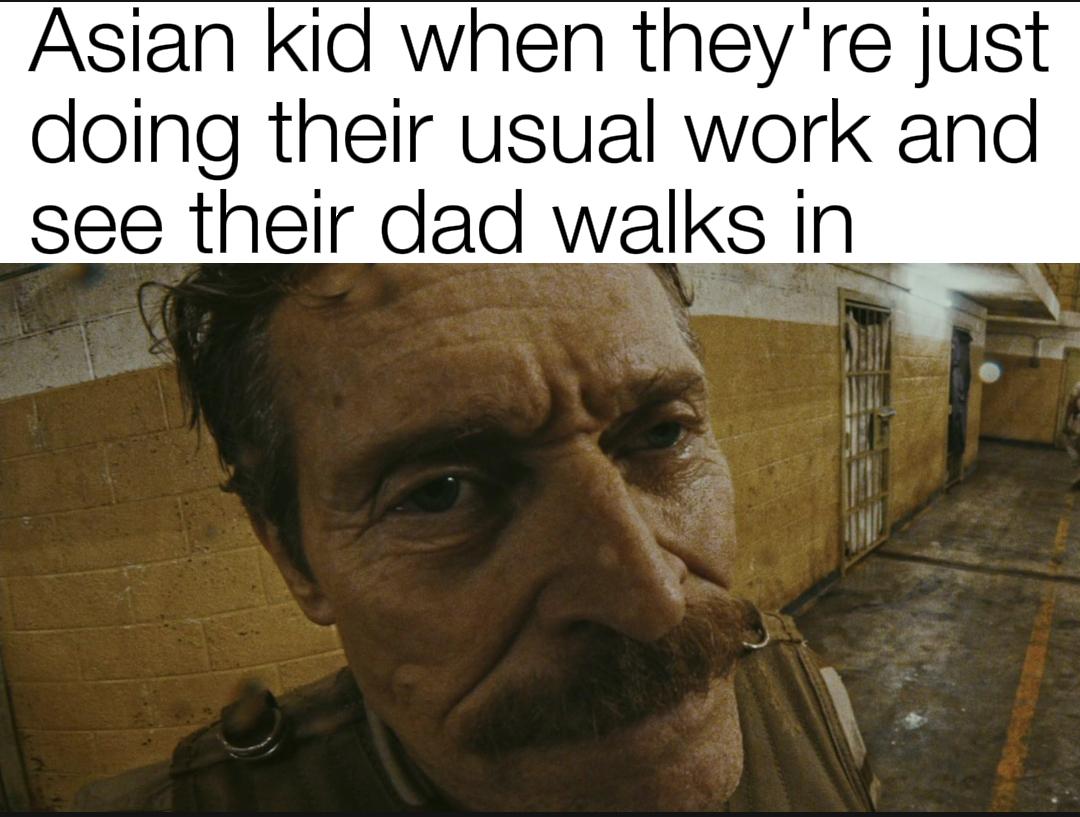 Asian kid when they're just
doing their usual work and
see their dad walks in